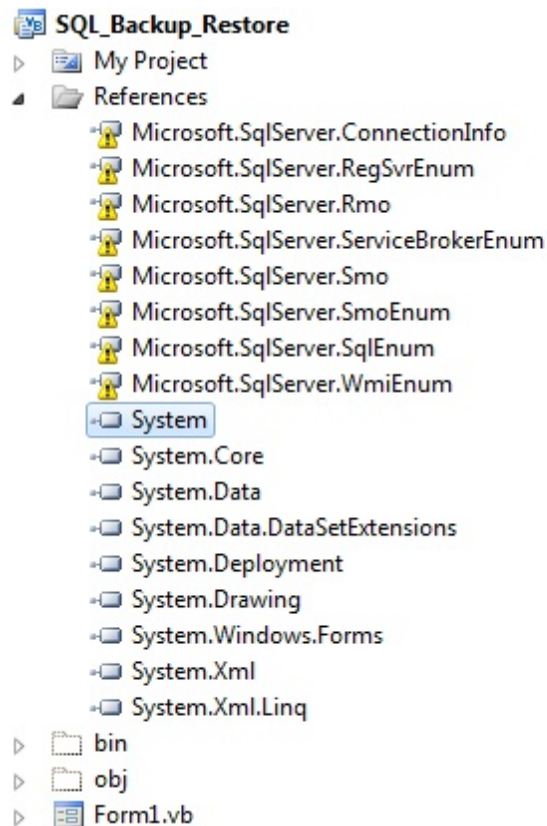 SQL_Backup_Restore
My Project
References
Microsoft.SqlServer.ConnectionInfo
Microsoft.SqlServer.RegSvrEnum
Microsoft.SqlServer.Rmo
Microsoft.SqlServer.ServiceBrokerEnum
Microsoft.SqlServer.Smo
Microsoft.SqlServer.SmoEnum
Microsoft.SqlServer.SqlEnum
Microsoft.SqlServer.WmiEnum
System
System.Core
System.Data
System.Data.DataSetExtensions
System.Deployment
System.Drawing
System.Windows.Forms
System.Xml
System.Xml.Linq
bin
obj
Form1.vb